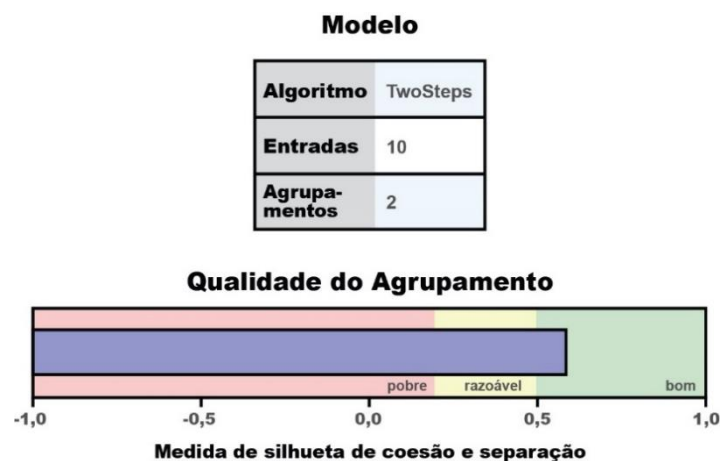 Modelo
Algoritmo TwoSteps
Entradas 10
Agrupa-
mentos 2
Qualidade do Agrupamento
pobre razoável bom
-1,0 -0,5 0,0 0,5 1,0
Medida de silhueta de coesão e separação